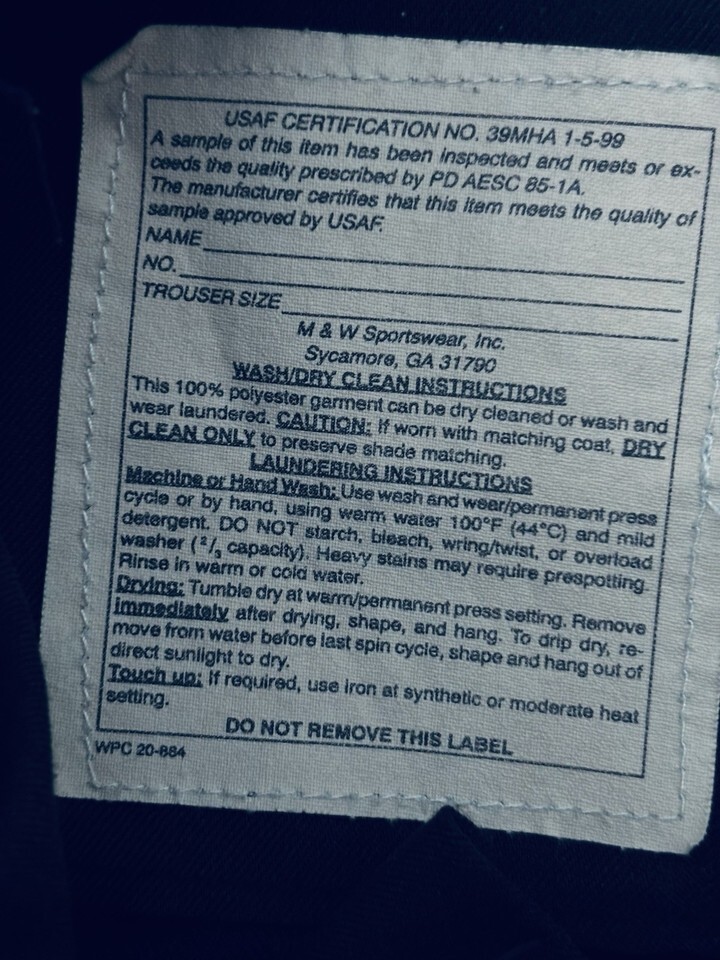 USAF CERTIFICATION NO. 39MHA 1-5-99
A sample of this item has been inspected and meets or ex-
ceeds the quality prescribed by PD AESC 85-1A.
The manufacturer certifies that this item meets the quality of
sample approved by USAF.
NAME
NO.
TROUSER SIZE
M & W Sportswear, Inc.
Sycamore, GA 31790
WASH/DRY CLEAN INSTRUCTIONS
This 100% polyester garment can be dry cleaned or wash and
wear laundered. CAUTION: If worn with matching coat, DRY
CLEAN ONLY to preserve shade matching.
LAUNDERING INSTRUCTIONS
Machine or Hand Wash: Use wash and wear/permanent press
cycle or by hand, using warm water 100°F (44°C) and mild
detergent. DO NOT starch, bleach, wring/twist, or overload
washer (2/3 capacity). Heavy stains may require prespotting.
Rinse in warm or cold water.
Drying: Tumble dry at warm/permanent press setting. Remove
immediately after drying, shape, and hang. To drip dry, re-
move from water before last spin cycle, shape and hang out of
direct sunlight to dry.
Touch up: If required, use iron at synthetic or moderate heat
setting.
DO NOT REMOVE THIS LABEL
WPC 20-884